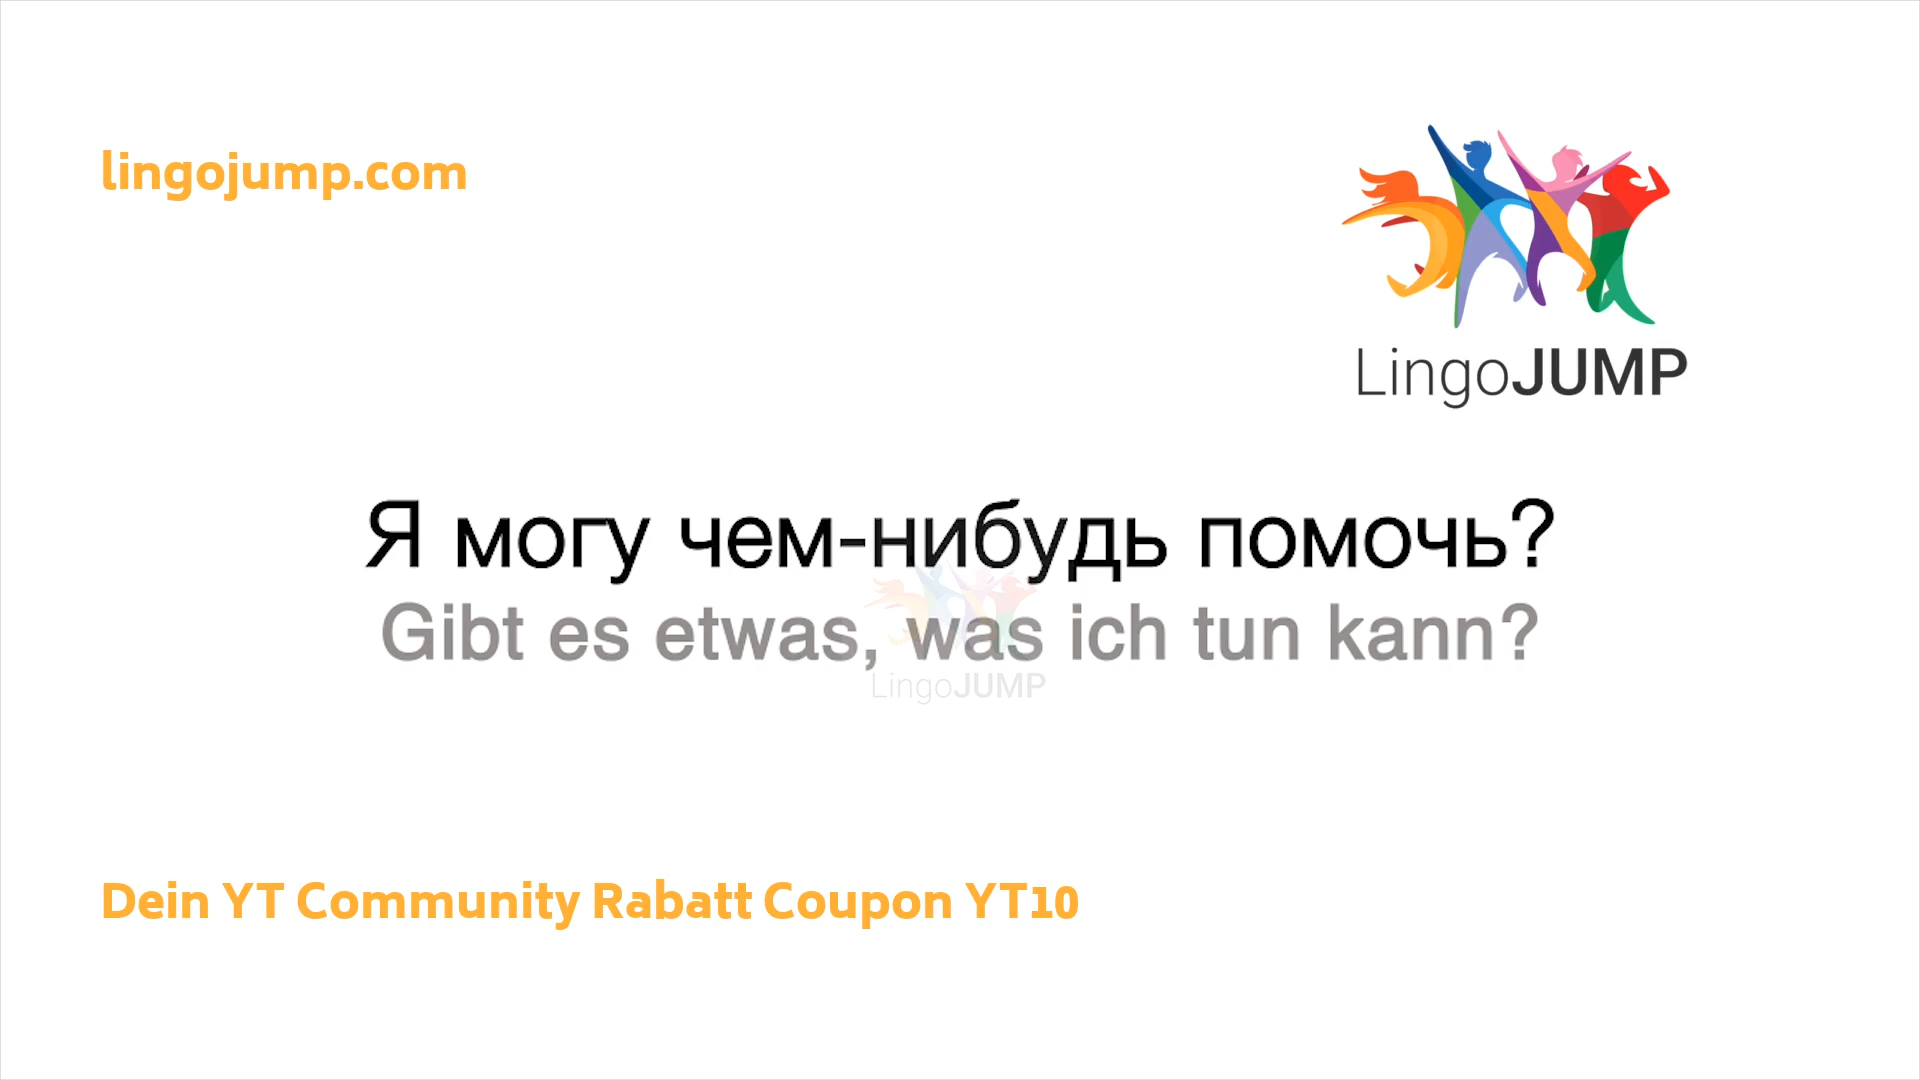 lingojump.com
LingoJUMP
Я могу чем-нибудь помочь?
Gibt es etwas, was ich tun kann?
LingoJUMP
Dein YT Community Rabatt Coupon YT10